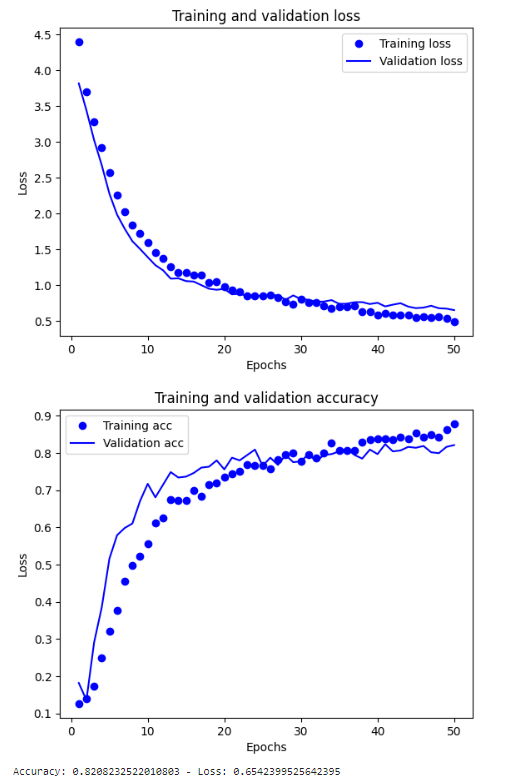 Training and validation loss
4.5
4.0
3.5
3.0
2.5
2.0
1.5
1.0
0.5
Loss
Training loss
Validation loss
0 10 20 30 40 50
Epochs
Training and validation accuracy
0.9
0.8
0.7
0.6
0.5
0.4
0.3
0.2
0.1
Loss
Training acc
Validation acc
0 10 20 30 40 50
Epochs
Accuracy: 0.8208232522010803 - Loss: 0.6542399525642395